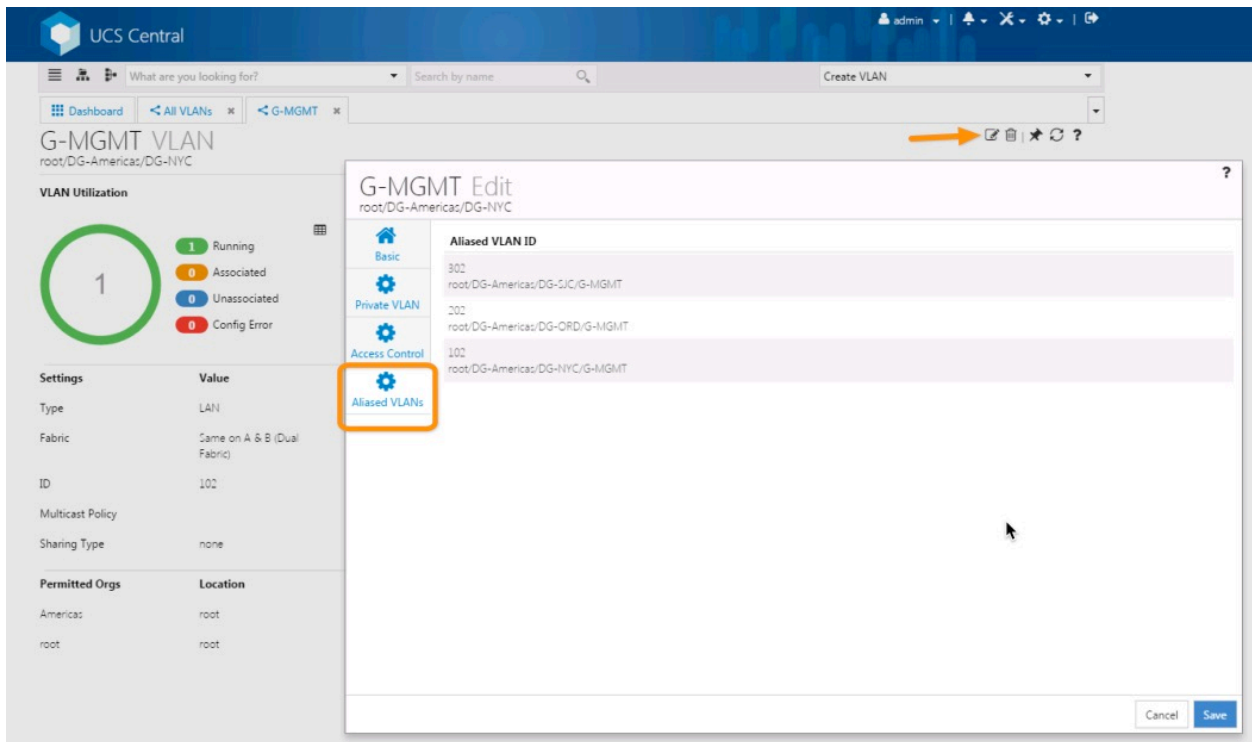 UCS Central
admin
What are you looking for?
Search by name
Create VLAN
Dashboard
All VLANs
G-MGMT
G-MGMT VLAN
root/DG-Americas/DG-NYC
VLAN Utilization
1
1 Running
0 Associated
0 Unassociated
0 Config Error
Settings Value
Type LAN
Fabric Same on A & B (Dual
Fabric)
ID 102
Multicast Policy
Sharing Type none
Permitted Orgs Location
Americas root
root root
?
?
G-MGMT Edit
root/DG-Americas/DG-NYC
Basic
Private VLAN
Access Control
Aliased VLANs
Aliased VLAN ID
302
root/DG-Americas/DG-SJC/G-MGMT
202
root/DG-Americas/DG-ORD/G-MGMT
102
root/DG-Americas/DG-NYC/G-MGMT
Cancel
Save